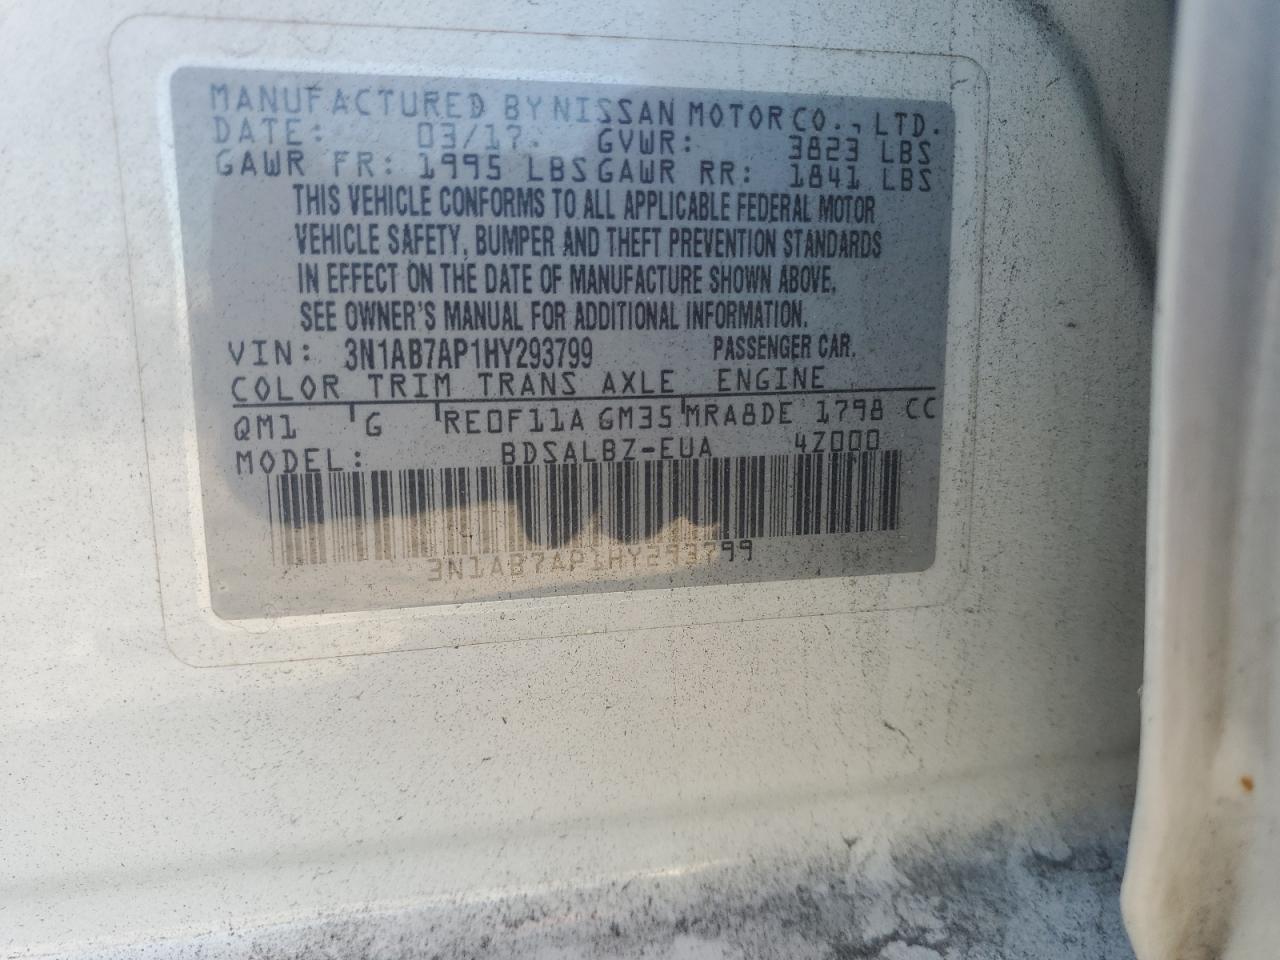 MANUFACTURED BY NISSAN MOTOR CO., LTD.
DATE: 03/17. GVWR: 3823 LBS
GAWR FR: 1995 LBS GAWR RR: 1841 LBS
THIS VEHICLE CONFORMS TO ALL APPLICABLE FEDERAL MOTOR
VEHICLE SAFETY, BUMPER AND THEFT PREVENTION STANDARDS
IN EFFECT ON THE DATE OF MANUFACTURE SHOWN ABOVE.
SEE OWNER'S MANUAL FOR ADDITIONAL INFORMATION.
VIN: 3N1AB7AP1HY293799 PASSENGER CAR.
COLOR TRIM TRANS AXLE ENGINE
QM1 G RE0F11A GM35 MRA8DE 1798 CC
MODEL: BDSALBZ-EUA 4Z000
3N1AB7AP1HY293799